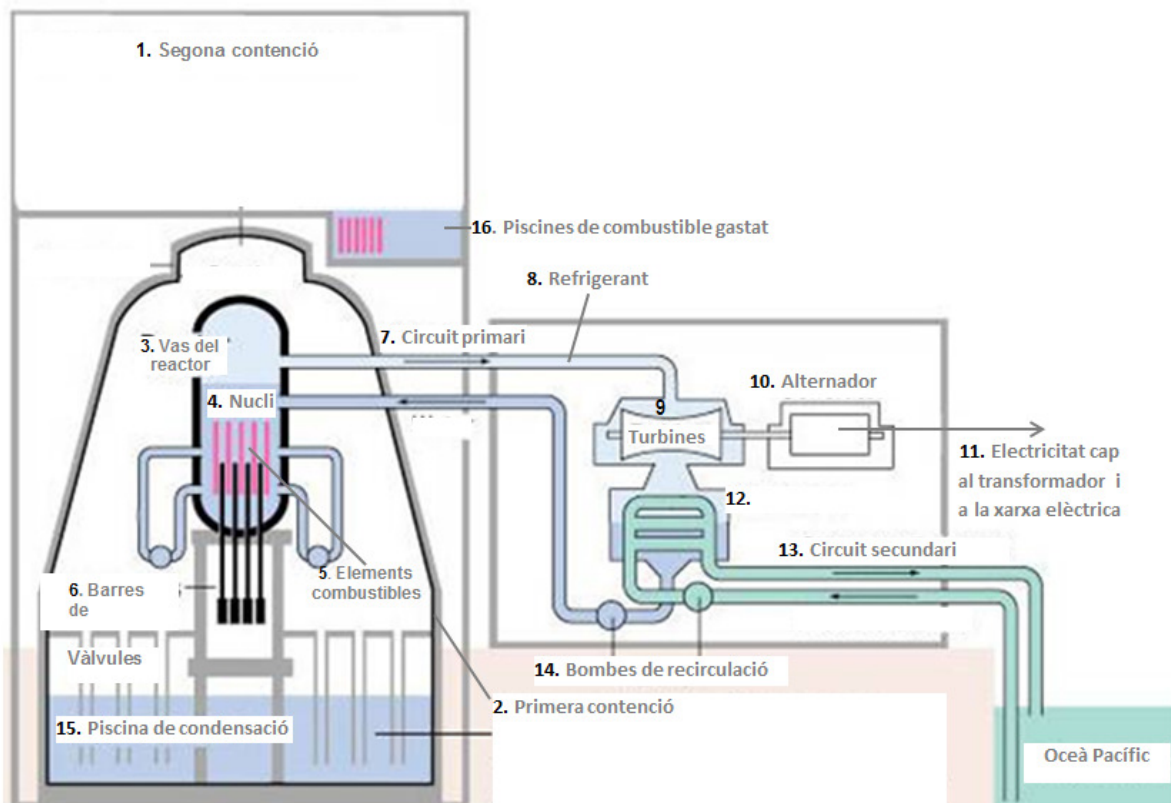 1. Segona contenció
16. Piscines de combustible gastat
8. Refrigerant
7. Circuit primari
3. Vas del
reactor
10. Alternador
4. Nucli
9
Turbines
11. Electricitat cap
al transformador i
a la xarxa elèctrica
12.
13. Circuit secundari
5. Elements
combustibles
6. Barres
de
Vàlvules
14. Bombes de recirculació
2. Primera contenció
15. Piscina de condensació
Oceà Pacífic